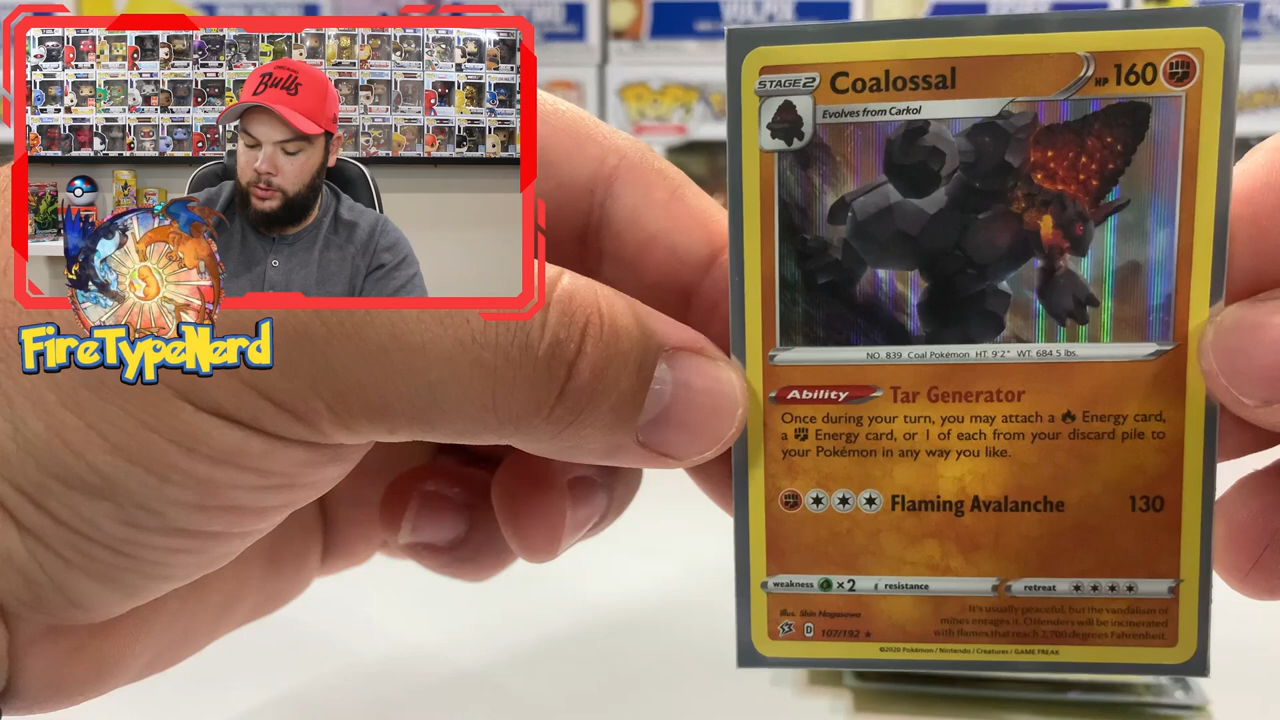 CHICAGO
Bulls
FireTypeNerd
STAGE2
Coalossal
HP 160
Evolves from Carkol
NO. 839 Coal Pokémon HT: 9'2" WT: 684.5 lbs.
Ability Tar Generator
Once during your turn, you may attach a Energy card,
a Energy card, or 1 of each from your discard pile to
your Pokémon in any way you like.
Flaming Avalanche 130
weakness ×2 resistance retreat
Illus. Shin Nagasawa
D 107/192 ★
It's usually peaceful, but the vandalism of
mines enrages it. Offenders will be incinerated
with flames that reach 2,700 degrees Fahrenheit.
©2020 Pokémon / Nintendo / Creatures / GAME FREAK